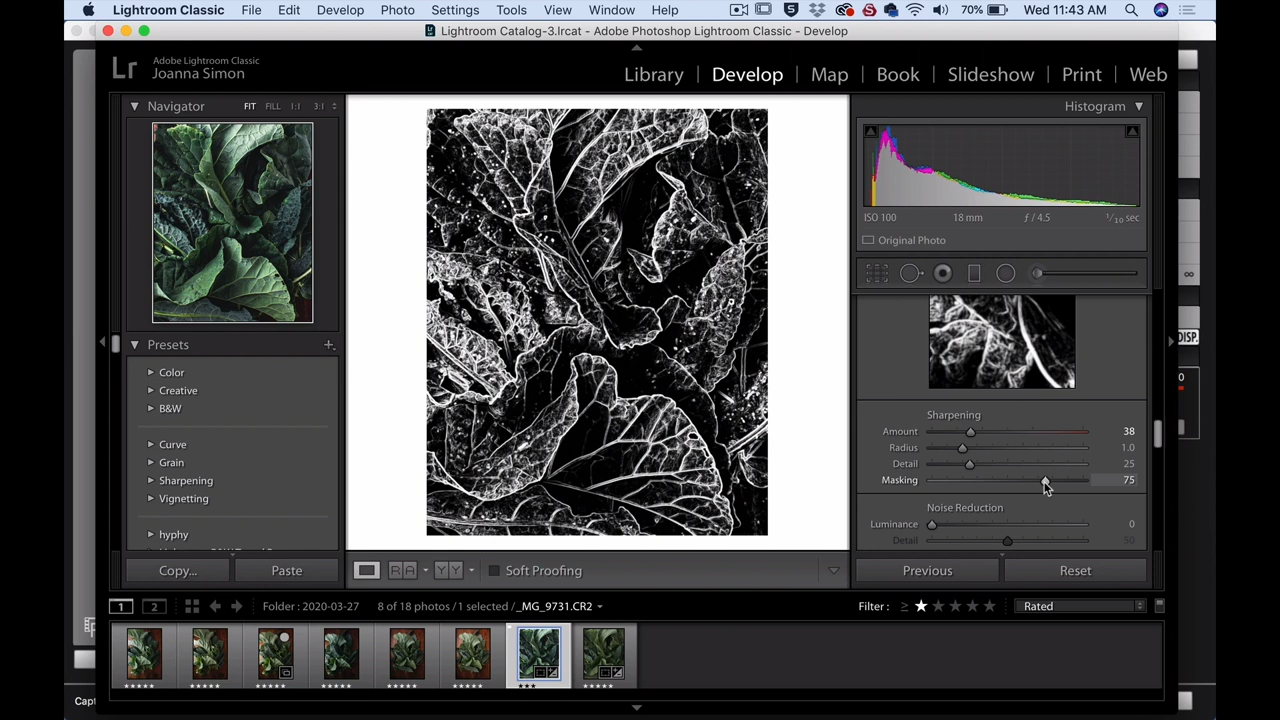 Lightroom Classic File Edit Develop Photo Settings Tools View Window Help 5 S 70% Wed 11:43 AM
Lightroom Catalog-3.lrcat - Adobe Photoshop Lightroom Classic - Develop
Lr Adobe Lightroom Classic
Joanna Simon
Library | Develop | Map | Book | Slideshow | Print | Web
Navigator FIT FILL 1:1 3:1
Histogram
ISO 100 18 mm ƒ / 4.5 1/10 sec
Original Photo
Presets +
Color
Creative
B&W
Curve
Grain
Sharpening
Vignetting
hyphy
Sharpening
Amount 38
Radius 1.0
Detail 25
Masking 75
Noise Reduction
Luminance 0
Detail 50
DISP.
0
Copy... Paste
R A Y Y Soft Proofing
Previous Reset
1 2 Folder : 2020-03-27 8 of 18 photos / 1 selected / _MG_9731.CR2
Filter : ≥ ★ ★ ★ ★ ★ Rated
★★★★★ ★★★★★ ★★★★★ ★★★★★ ★★★★★ ★★★★★ ★★★ ★★★★★
Capt